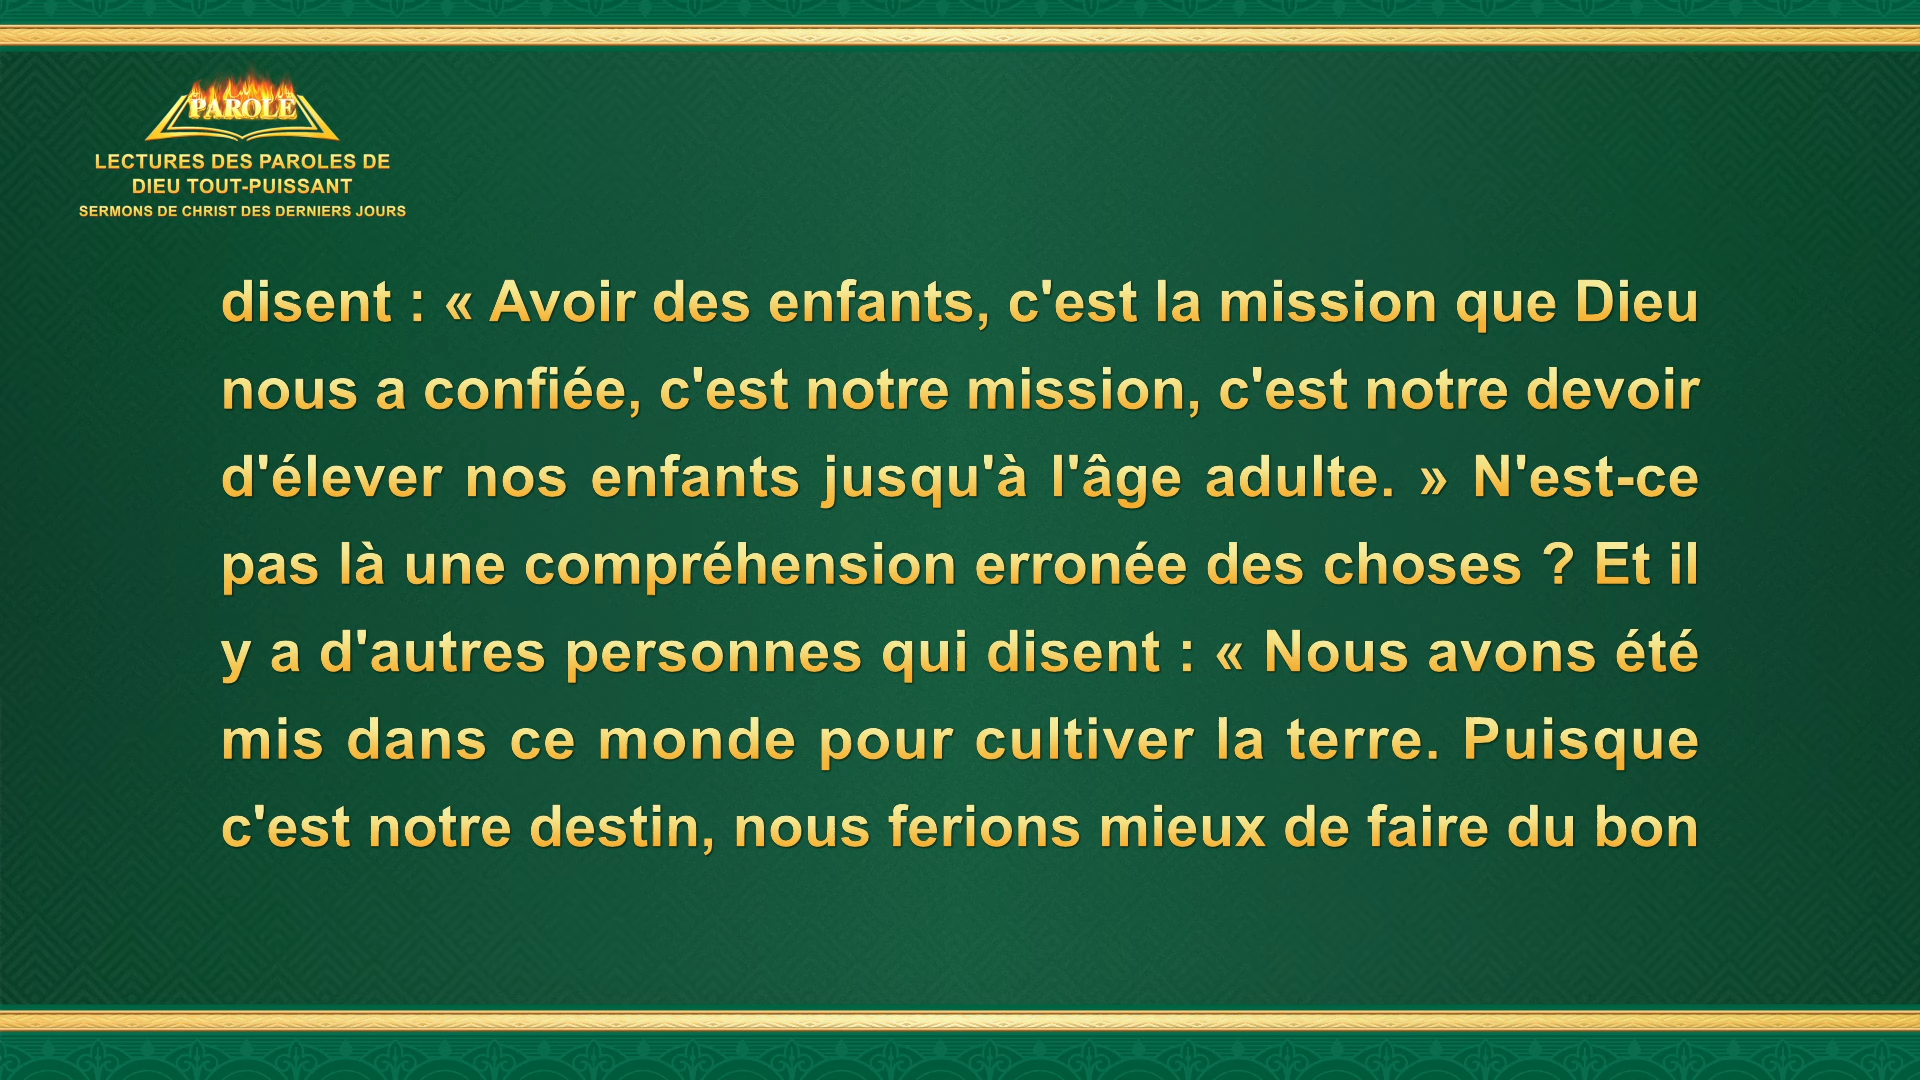 PAROLE
LECTURES DES PAROLES DE
DIEU TOUT-PUISSANT
SERMONS DE CHRIST DES DERNIERS JOURS
disent : « Avoir des enfants, c'est la mission que Dieu
nous a confiée, c'est notre mission, c'est notre devoir
d'élever nos enfants jusqu'à l'âge adulte. » N'est-ce
pas là une compréhension erronée des choses ? Et il
y a d'autres personnes qui disent : « Nous avons été
mis dans ce monde pour cultiver la terre. Puisque
c'est notre destin, nous ferions mieux de faire du bon